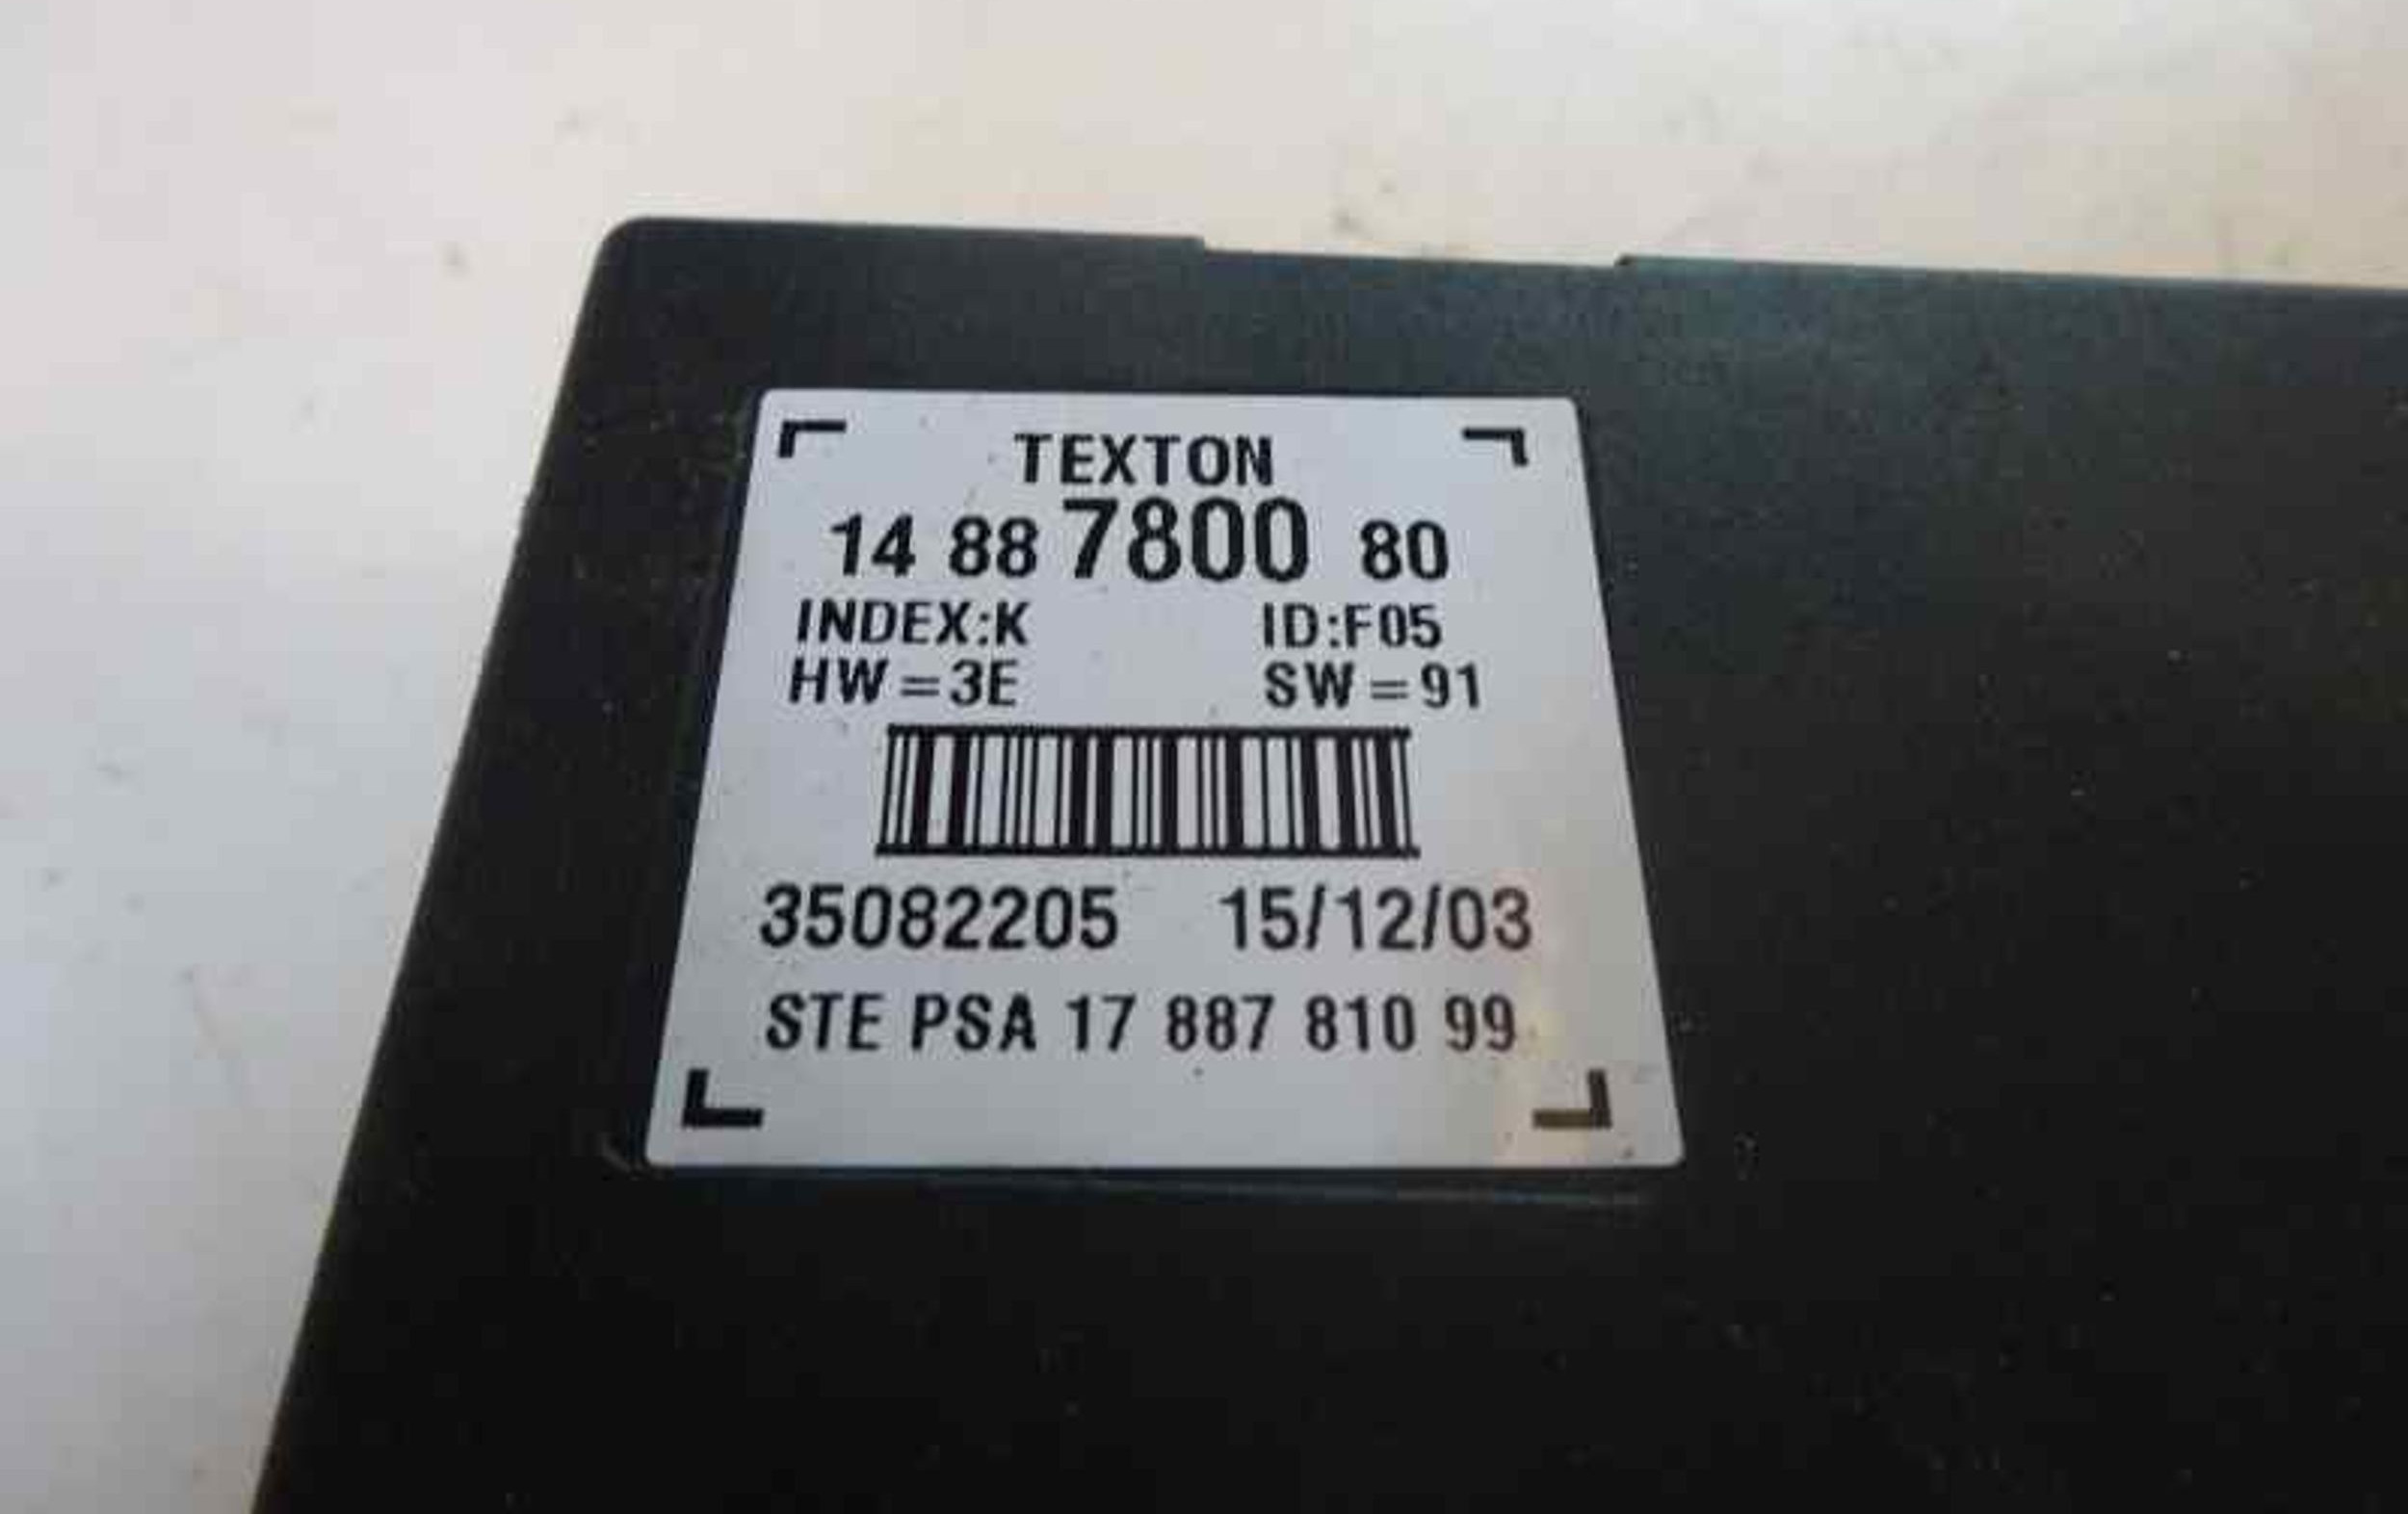 TEXTON
14 88 7800 80
INDEX:K ID:F05
HW=3E SW=91
35082205 15/12/03
STE PSA 17 887 810 99